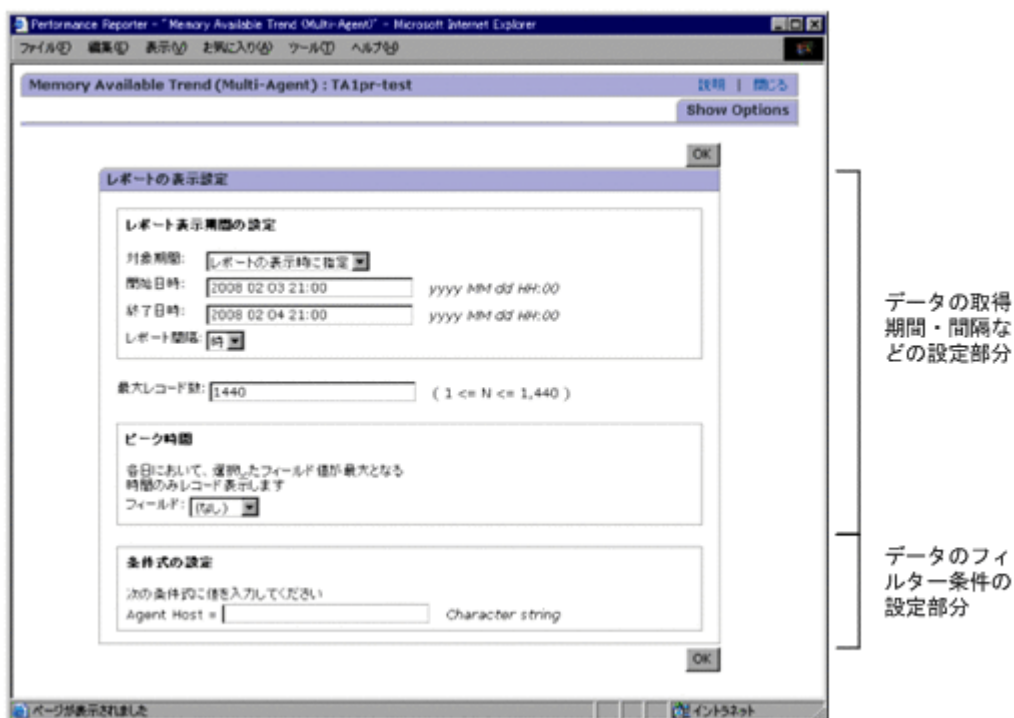 Performance Reporter - "Memory Available Trend (Multi-Agent)" - Microsoft Internet Explorer
ファイル(F) 編集(E) 表示(V) お気に入り(A) ツール(T) ヘルプ(H)
Memory Available Trend (Multi-Agent) : TA1pr-test 説明 | 閉じる
Show Options
OK
レポートの表示設定
レポート表示期間の設定
対象期間: レポートの表示時に指定
開始日時: 2008 02 03 21:00 yyyy MM dd HH:00
終了日時: 2008 02 04 21:00 yyyy MM dd HH:00
レポート間隔: 時
最大レコード数: 1440 ( 1 <= N <= 1,440 )
ピーク時間
各日において、選択したフィールド値が最大となる
時間のみレコード表示します
フィールド: (なし)
条件式の設定
次の条件式に値を入力してください
Agent Host = Character string
OK
ページが表示されました イントラネット
データの取得
期間・間隔な
どの設定部分
データのフィ
ルター条件の
設定部分